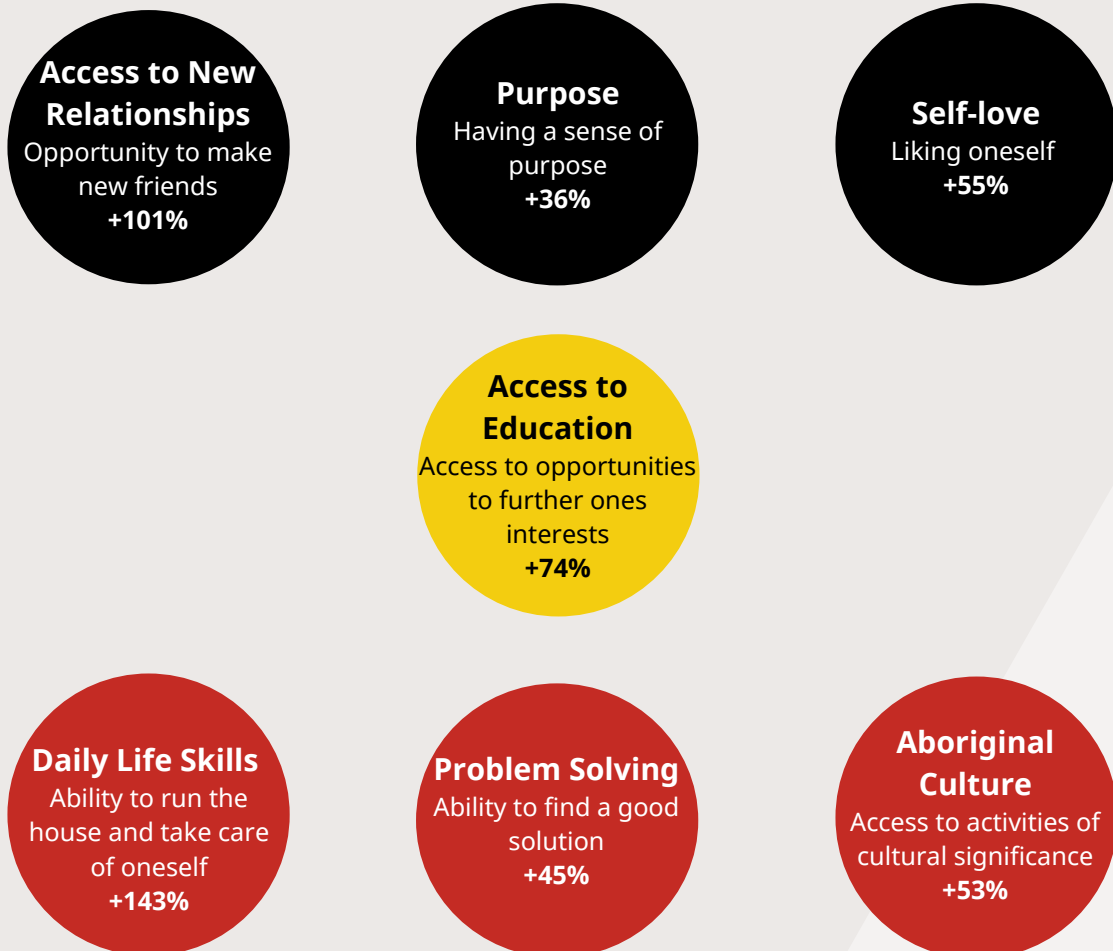 Access to New
Relationships
Opportunity to make
new friends
+101%
Purpose
Having a sense of
purpose
+36%
Self-love
Liking oneself
+55%
Access to
Education
Access to opportunities
to further ones
interests
+74%
Daily Life Skills
Ability to run the
house and take care
of oneself
+143%
Problem Solving
Ability to find a good
solution
+45%
Aboriginal
Culture
Access to activities of
cultural significance
+53%